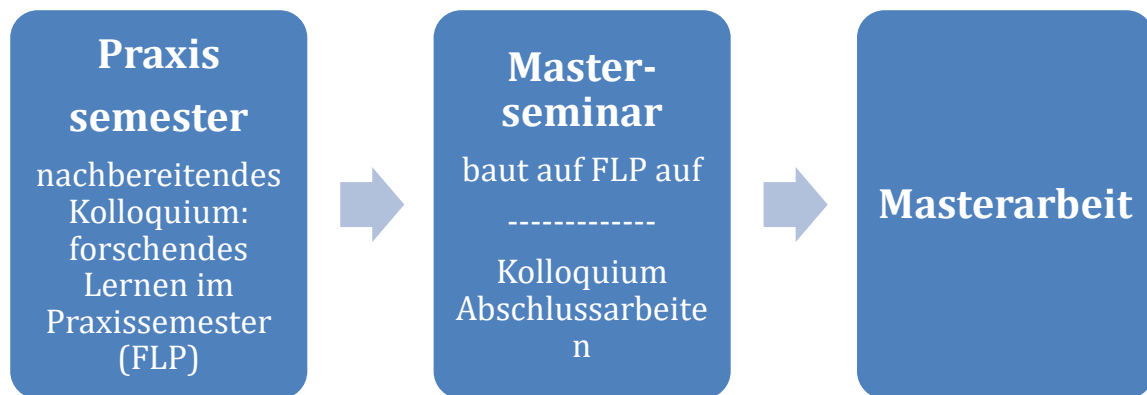 Praxis
semester
nachbereitendes
Kolloquium:
forschendes
Lernen im
Praxissemester
(FLP)
Master-
seminar
baut auf FLP auf
-------------
Kolloquium
Abschlussarbeite
n
Masterarbeit